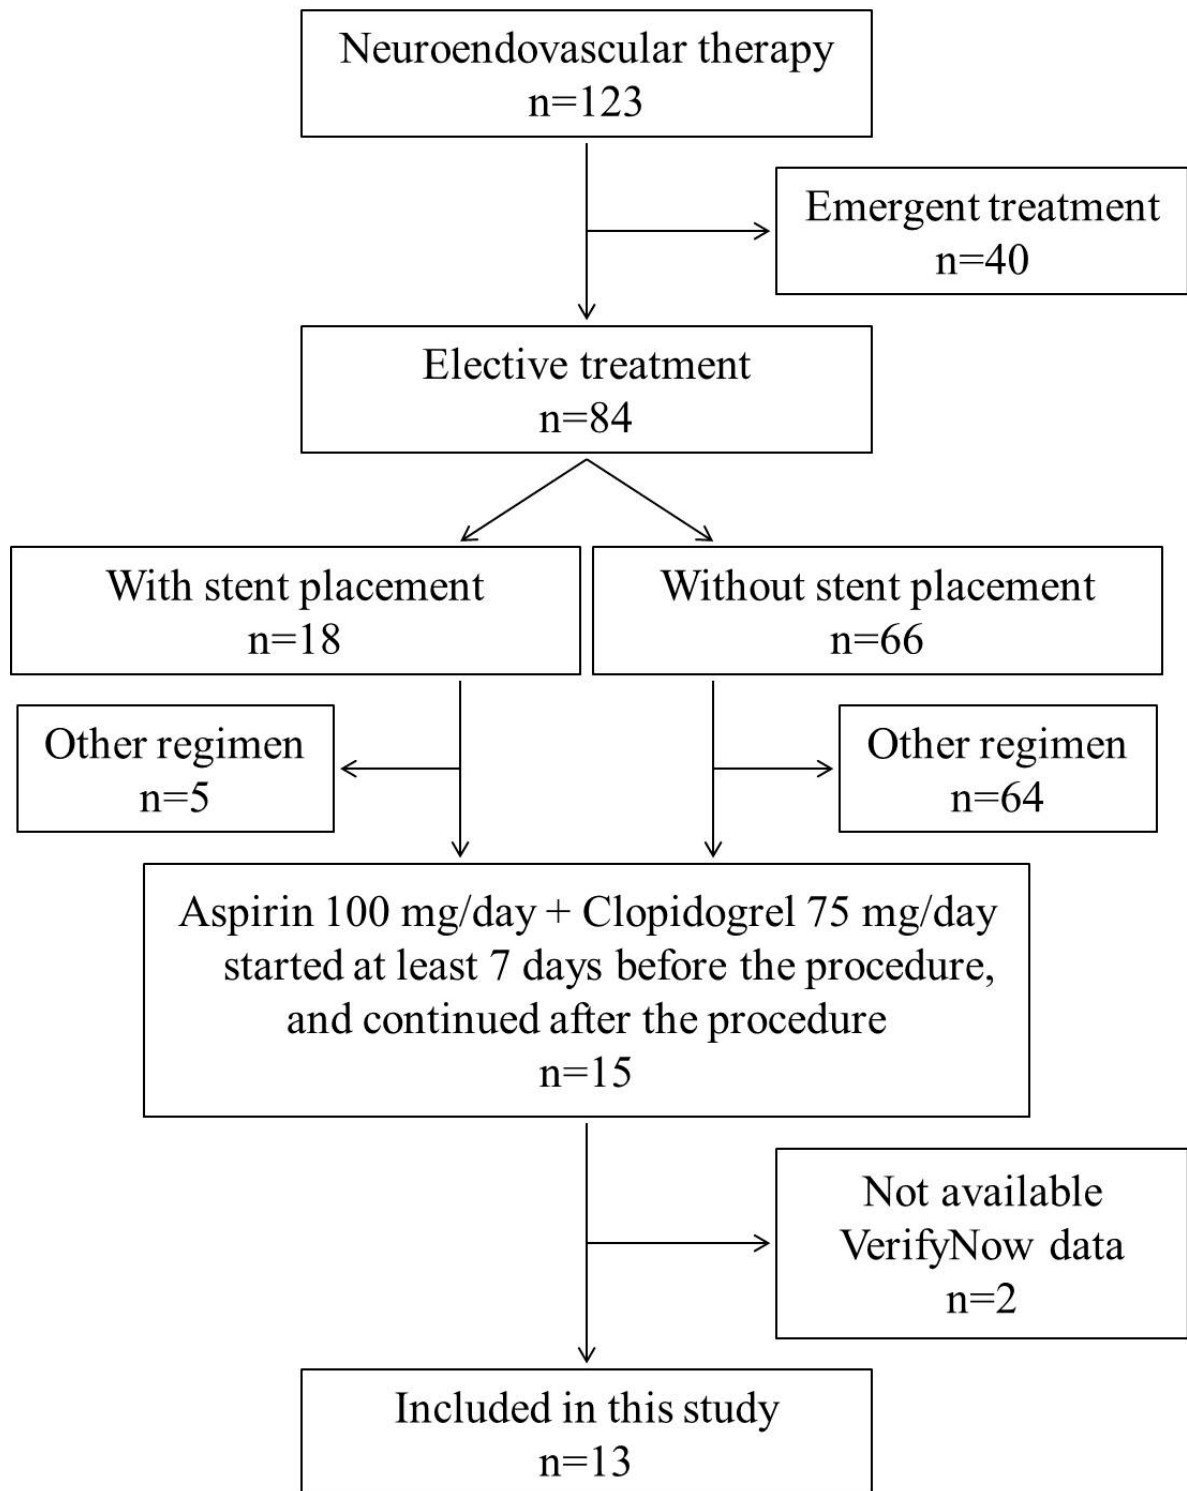 Neuroendovascular therapy
n=123
Emergent treatment
n=40
Elective treatment
n=84
With stent placement
n=18
Without stent placement
n=66
Other regimen
n=5
Other regimen
n=64
Aspirin 100 mg/day + Clopidogrel 75 mg/day
started at least 7 days before the procedure,
and continued after the procedure
n=15
Not available
VerifyNow data
n=2
Included in this study
n=13